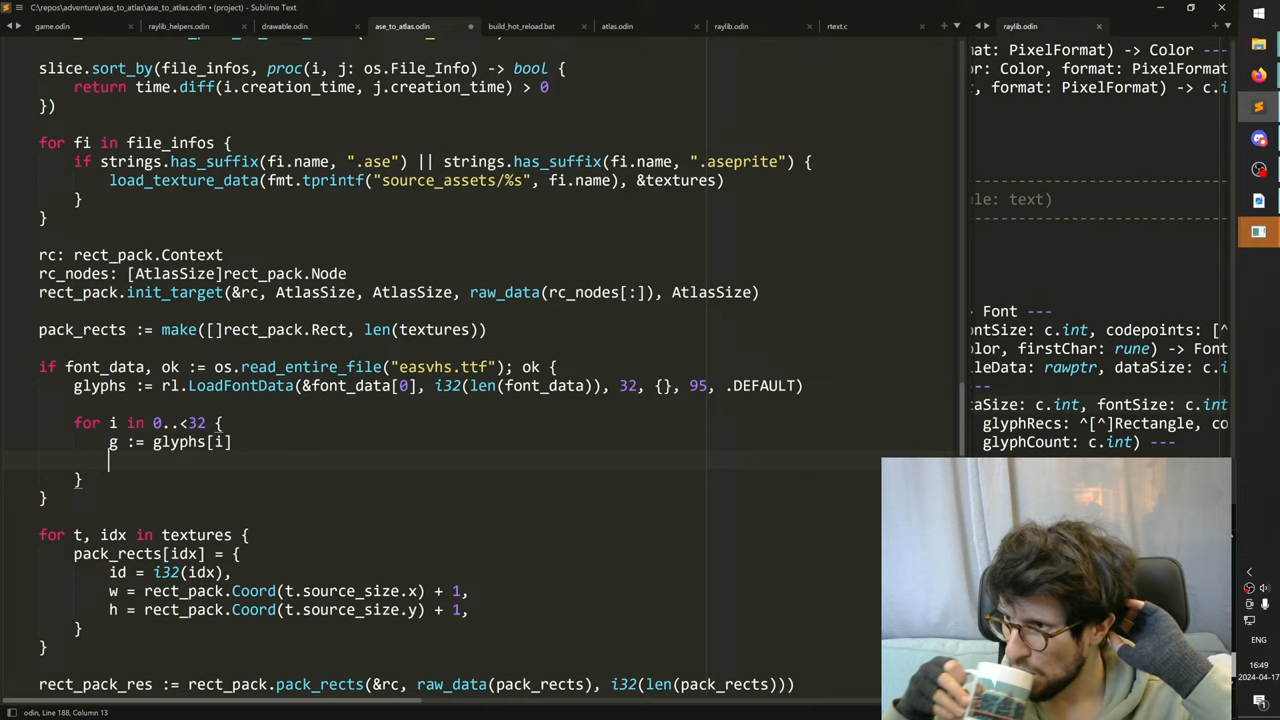 C:\repos\adventure\ase_to_atlas\ase_to_atlas.odin • (project) - Sublime Text
game.odin
raylib_helpers.odin
drawable.odin
ase_to_atlas.odin
build_hot_reload.bat
atlas.odin
raylib.odin
rtext.c
slice.sort_by(file_infos, proc(i, j: os.File_Info) -> bool {
return time.diff(i.creation_time, j.creation_time) > 0
})
for fi in file_infos {
if strings.has_suffix(fi.name, ".ase") || strings.has_suffix(fi.name, ".aseprite") {
load_texture_data(fmt.tprintf("source_assets/%s", fi.name), &textures)
}
}
rc: rect_pack.Context
rc_nodes: [AtlasSize]rect_pack.Node
rect_pack.init_target(&rc, AtlasSize, AtlasSize, raw_data(rc_nodes[:]), AtlasSize)
pack_rects := make([]rect_pack.Rect, len(textures))
if font_data, ok := os.read_entire_file("easvhs.ttf"); ok {
glyphs := rl.LoadFontData(&font_data[0], i32(len(font_data)), 32, {}, 95, .DEFAULT)
for i in 0..<32 {
g := glyphs[i]
}
}
for t, idx in textures {
pack_rects[idx] = {
id = i32(idx),
w = rect_pack.Coord(t.source_size.x) + 1,
h = rect_pack.Coord(t.source_size.y) + 1,
}
}
rect_pack_res := rect_pack.pack_rects(&rc, raw_data(pack_rects), i32(len(pack_rects)))
raylib.odin
mat: PixelFormat) -> Color ---
or: Color, format: PixelFormat)
, format: PixelFormat) -> c.i
ule: text)
> Font ---
ontSize: c.int, codepoints: [^
olor, firstChar: rune) -> Font
ileData: rawptr, dataSize: c.i
---
taSize: c.int, fontSize: c.int
glyphRecs: ^[^]Rectangle, co
glyphCount: c.int) ---
odin, Line 188, Column 13
ENG
16:49
2024-04-17